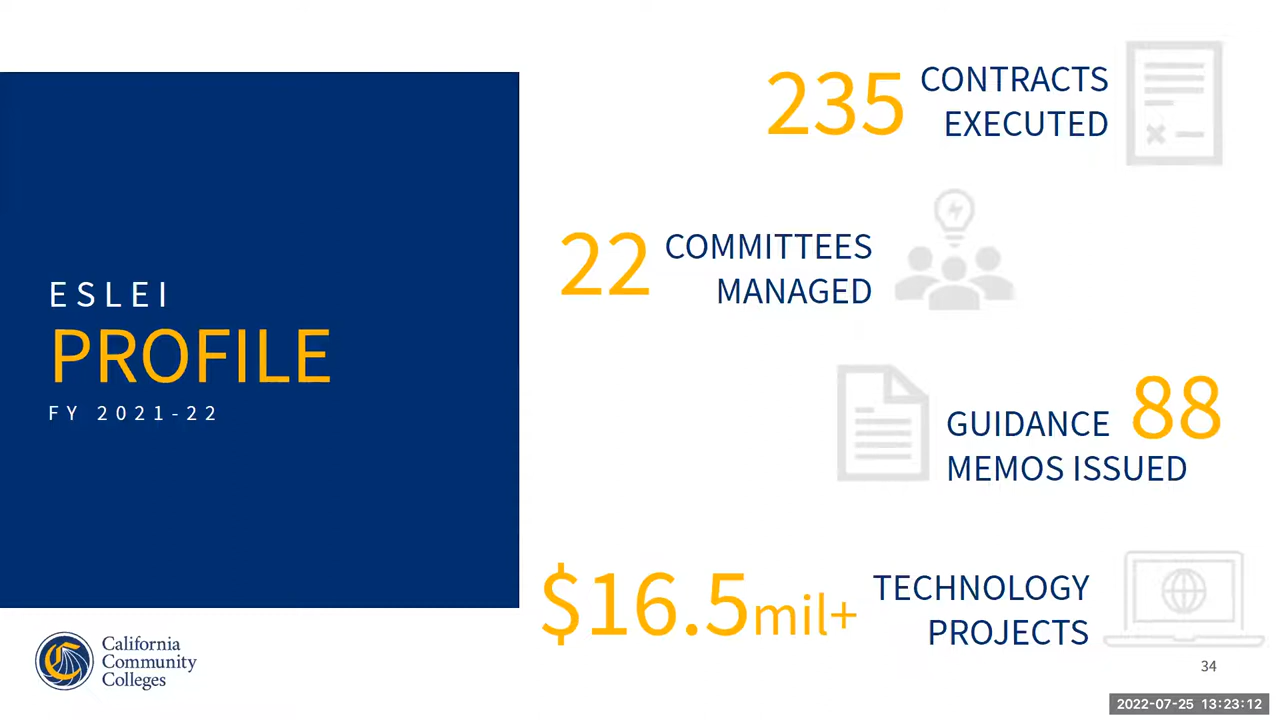 ESLEI
PROFILE
FY 2021-22
235 CONTRACTS
EXECUTED
22 COMMITTEES
MANAGED
GUIDANCE 88
MEMOS ISSUED
$16.5mil+ TECHNOLOGY
PROJECTS
California
Community
Colleges
34
2022-07-25 13:23:12